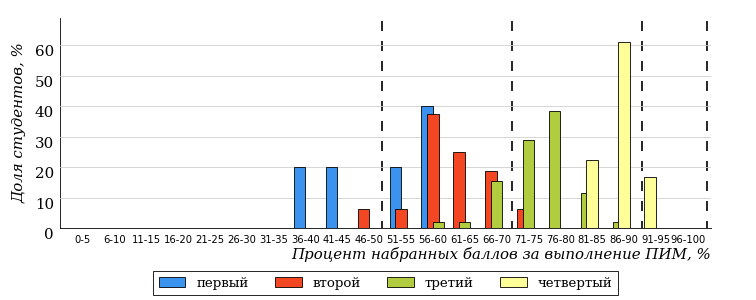 Доля студентов, %
60
50
40
30
20
10
0
0-5 6-10 11-15 16-20 21-25 26-30 31-35 36-40 41-45 46-50 51-55 56-60 61-65 66-70 71-75 76-80 81-85 86-90 91-95 96-100
Процент набранных баллов за выполнение ПИМ, %
первый второй третий четвертый